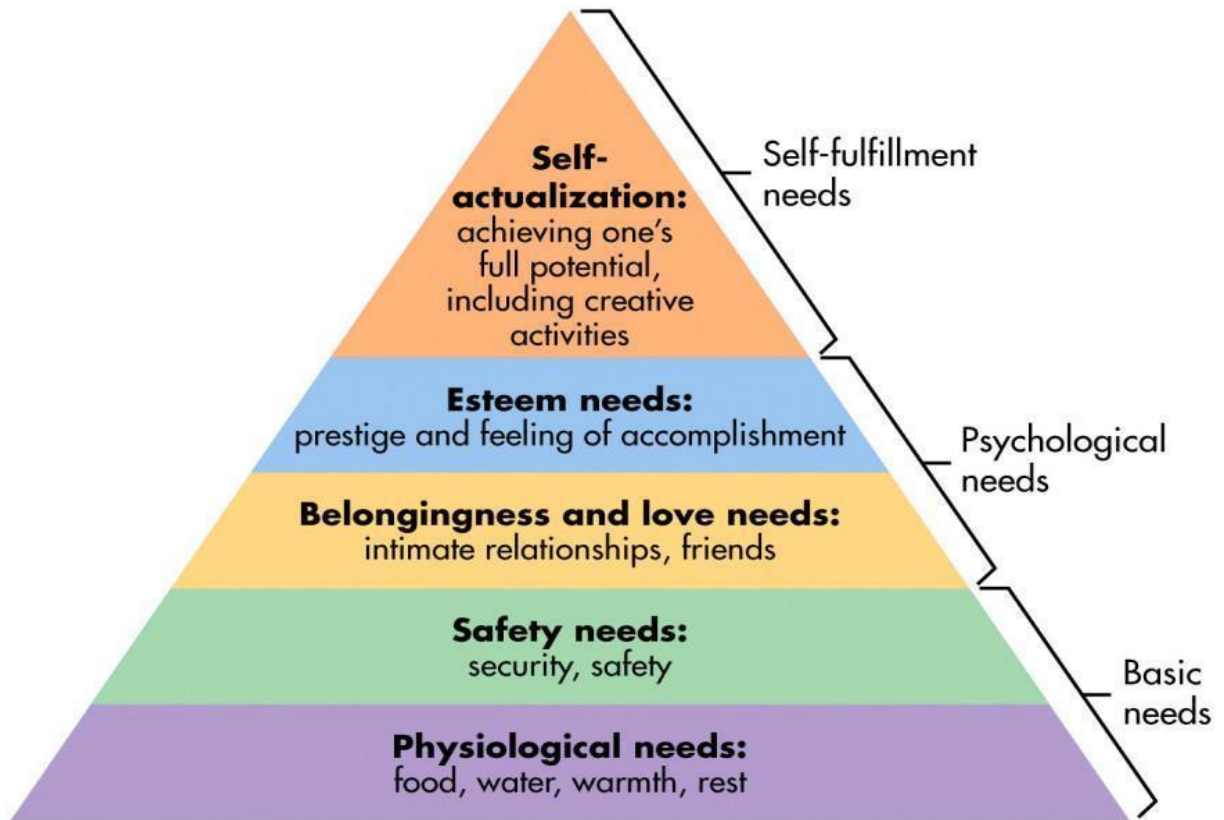 Self-
actualization:
achieving one's
full potential,
including creative
activities
Self-fulfillment
needs
Esteem needs:
prestige and feeling of accomplishment
Psychological
needs
Belongingness and love needs:
intimate relationships, friends
Safety needs:
security, safety
Basic
needs
Physiological needs:
food, water, warmth, rest